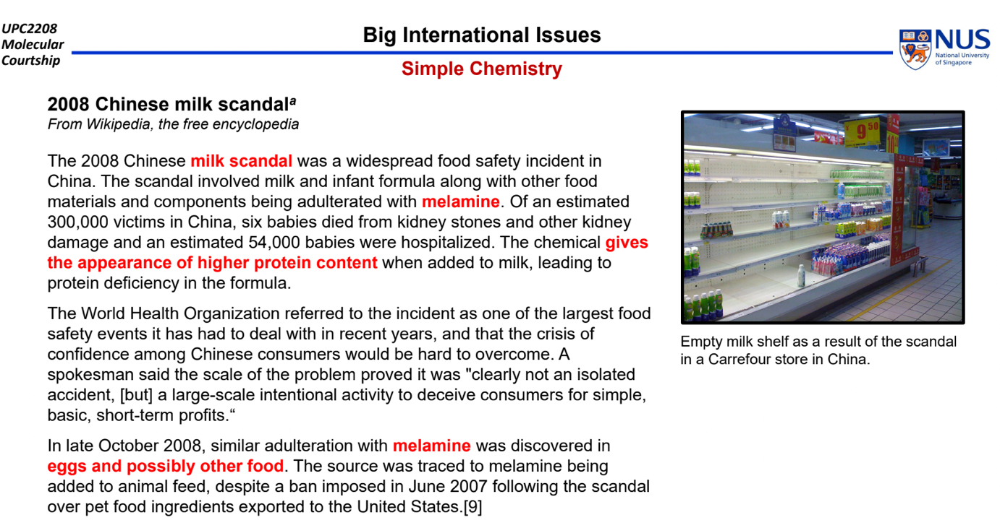 UPC2208
Molecular
Courtship
Big International Issues
NUS
National University
of Singapore
Simple Chemistry
2008 Chinese milk scandalᵃ
From Wikipedia, the free encyclopedia
The 2008 Chinese milk scandal was a widespread food safety incident in
China. The scandal involved milk and infant formula along with other food
materials and components being adulterated with melamine. Of an estimated
300,000 victims in China, six babies died from kidney stones and other kidney
damage and an estimated 54,000 babies were hospitalized. The chemical gives
the appearance of higher protein content when added to milk, leading to
protein deficiency in the formula.
The World Health Organization referred to the incident as one of the largest food
safety events it has had to deal with in recent years, and that the crisis of
confidence among Chinese consumers would be hard to overcome. A
spokesman said the scale of the problem proved it was "clearly not an isolated
accident, [but] a large-scale intentional activity to deceive consumers for simple,
basic, short-term profits.“
In late October 2008, similar adulteration with melamine was discovered in
eggs and possibly other food. The source was traced to melamine being
added to animal feed, despite a ban imposed in June 2007 following the scandal
over pet food ingredients exported to the United States.[9]
¥ 9 50
Empty milk shelf as a result of the scandal
in a Carrefour store in China.